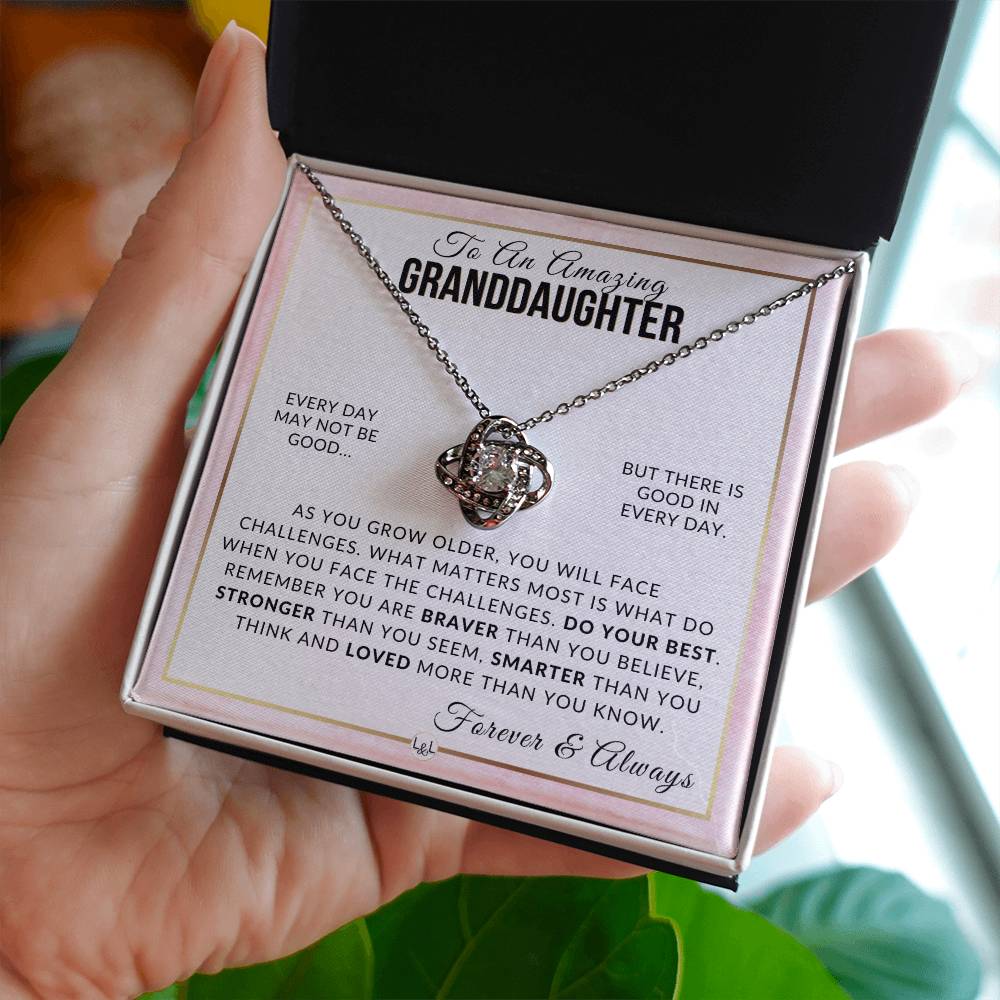 To An Amazing
GRANDDAUGHTER
EVERY DAY
MAY NOT BE
GOOD...
BUT THERE IS
GOOD IN
EVERY DAY.
AS YOU GROW OLDER, YOU WILL FACE
CHALLENGES. WHAT MATTERS MOST IS WHAT DO
WHEN YOU FACE THE CHALLENGES. DO YOUR BEST.
REMEMBER YOU ARE BRAVER THAN YOU BELIEVE,
STRONGER THAN YOU SEEM, SMARTER THAN YOU
THINK AND LOVED MORE THAN YOU KNOW.
Forever & Always
L&L